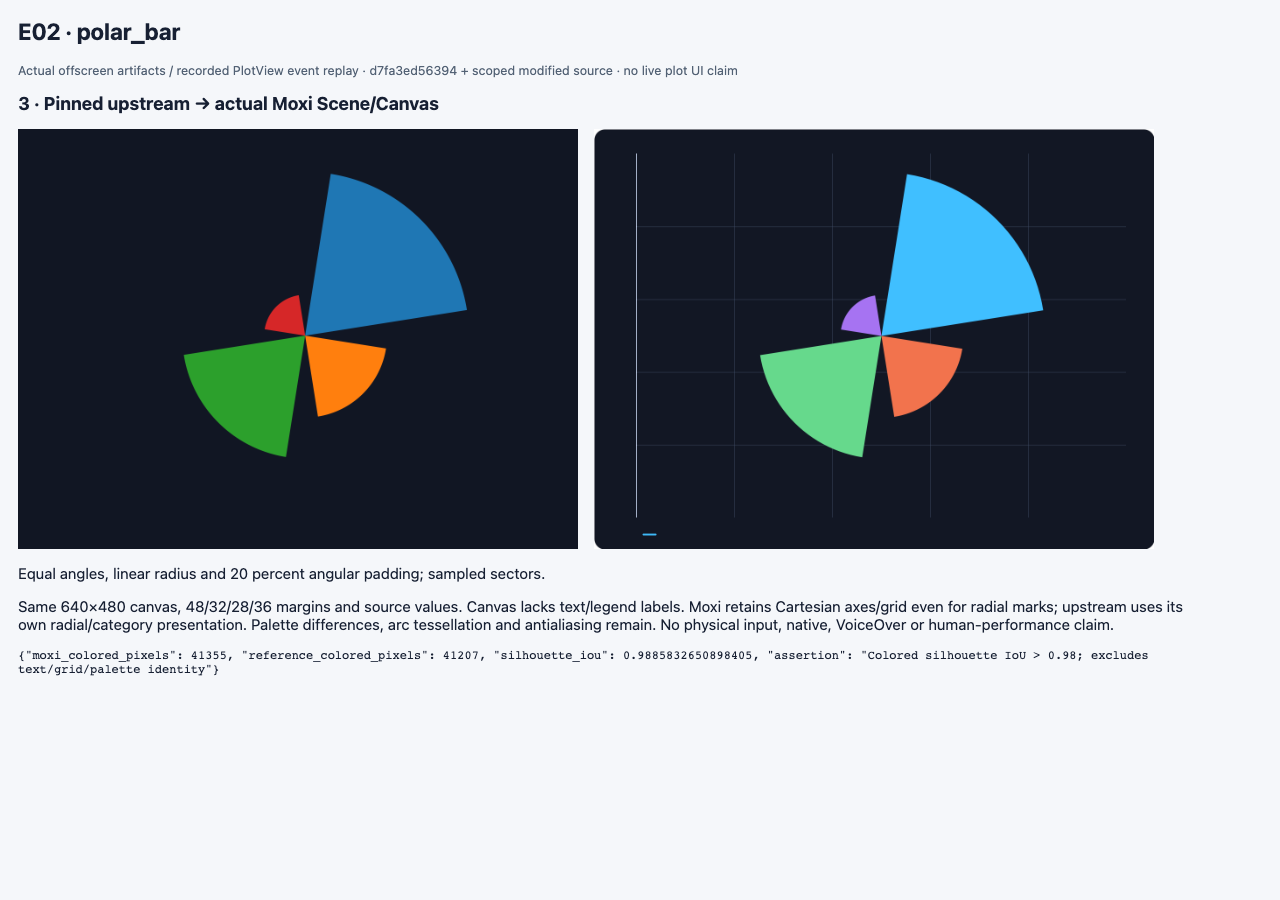 E02 · polar_bar
Actual offscreen artifacts / recorded PlotView event replay · d7fa3ed56394 + scoped modified source · no live plot UI claim
3 · Pinned upstream → actual Moxi Scene/Canvas
Equal angles, linear radius and 20 percent angular padding; sampled sectors.
Same 640×480 canvas, 48/32/28/36 margins and source values. Canvas lacks text/legend labels. Moxi retains Cartesian axes/grid even for radial marks; upstream uses its
own radial/category presentation. Palette differences, arc tessellation and antialiasing remain. No physical input, native, VoiceOver or human-performance claim.
{"moxi_colored_pixels": 41355, "reference_colored_pixels": 41207, "silhouette_iou": 0.9885832650898405, "assertion": "Colored silhouette IoU > 0.98; excludes
text/grid/palette identity"}